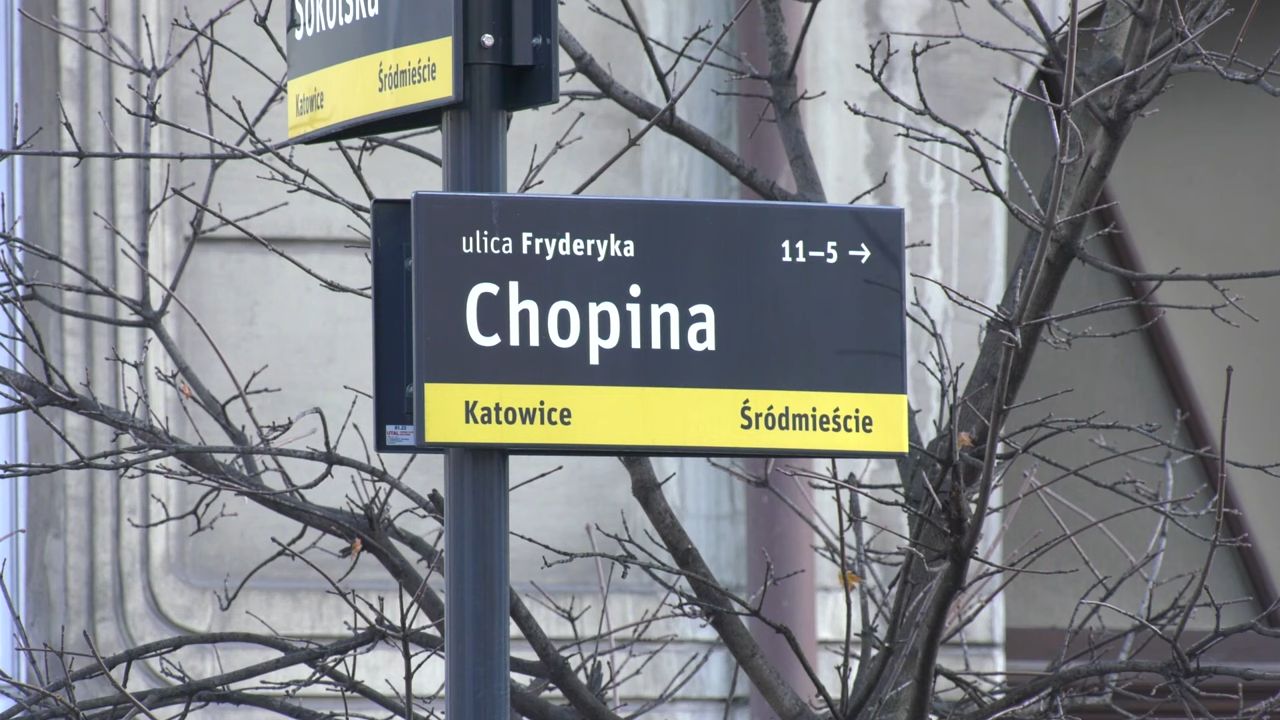 Sokolska
Katowice Śródmieście
ulica Fryderyka 11–5 →
Chopina
Katowice Śródmieście